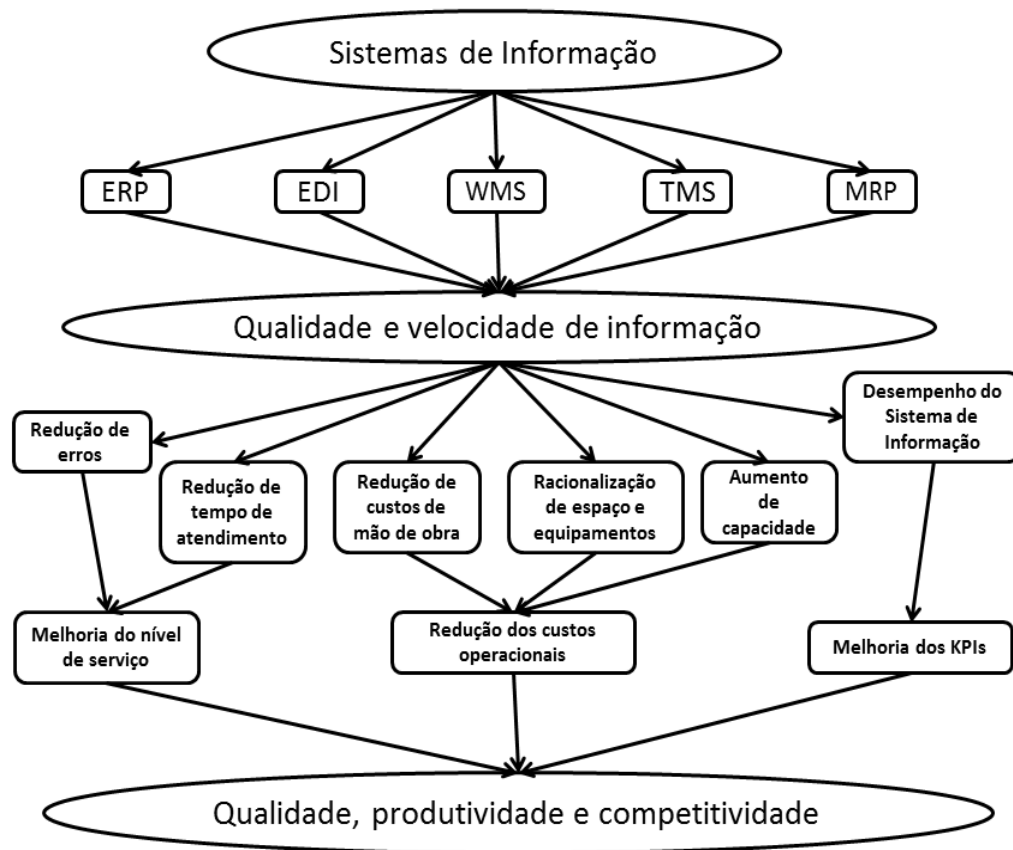 Sistemas de Informação
ERP
EDI
WMS
TMS
MRP
Qualidade e velocidade de informação
Redução de
erros
Redução de
tempo de
atendimento
Redução de
custos de
mão de obra
Racionalização
de espaço e
equipamentos
Aumento
de
capacidade
Desempenho do
Sistema de
Informação
Melhoria do nível
de serviço
Redução dos custos
operacionais
Melhoria dos KPIs
Qualidade, produtividade e competitividade